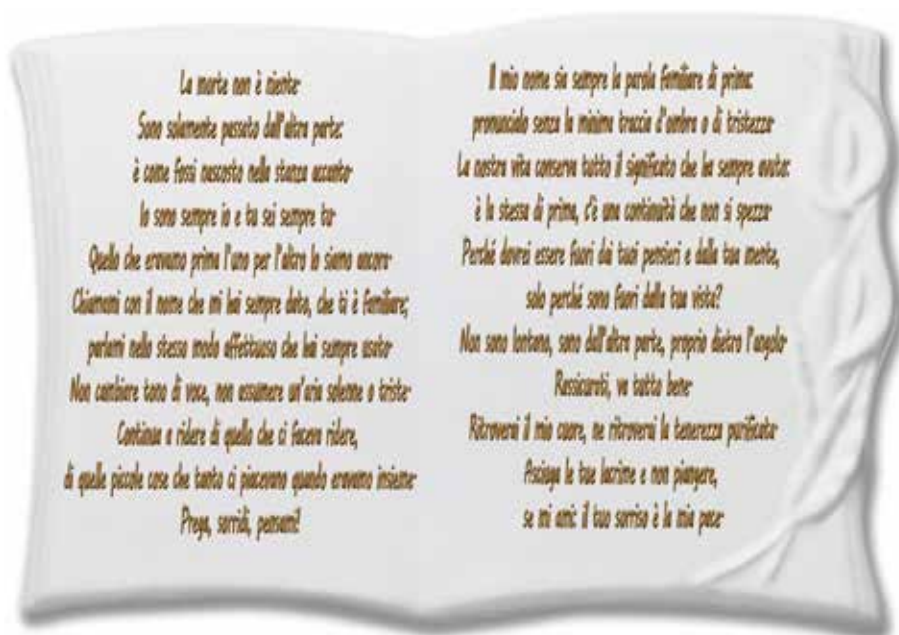 La morte non è niente
Sono solamente passato dall'altra parte:
è come fossi nascosto nella stanza accanto
Io sono sempre io e tu sei sempre tu
Quello che eravamo prima l'uno per l'altro lo siamo ancora
Chiamami con il nome che mi hai sempre dato, che ti è familiare;
parlami nello stesso modo affettuoso che hai sempre usato
Non cambiare tono di voce, non assumere un'aria solenne o triste
Continua a ridere di quello che ci faceva ridere,
di quelle piccole cose che tanto ci piacevano quando eravamo insieme
Prega, sorridi, pensami!
Il mio nome sia sempre la parola familiare di prima:
pronuncialo senza la minima traccia d'ombra o di tristezza
La nostra vita conserva tutto il significato che ha sempre avuto:
è la stessa di prima, c'è una continuità che non si spezza
Perché dovrei essere fuori dai tuoi pensieri e dalla tua mente,
solo perché sono fuori dalla tua vista?
Non sono lontano, sono dall'altra parte, proprio dietro l'angolo
Rassicurati, va tutto bene
Ritroverai il mio cuore, ne ritroverai la tenerezza purificata
Asciuga le tue lacrime e non piangere,
se mi ami: il tuo sorriso è la mia pace